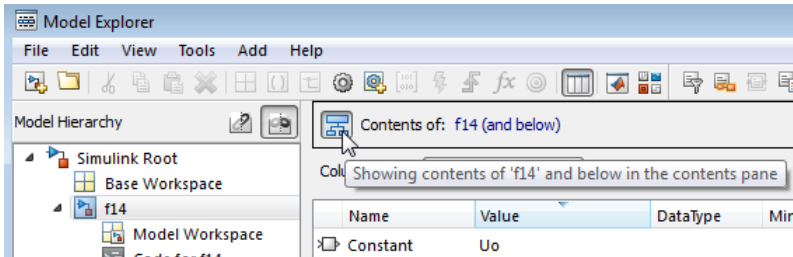 Model Explorer
File Edit View Tools Add Help
Model Hierarchy
Contents of: f14 (and below)
Simulink Root
Showing contents of 'f14' and below in the contents pane
Base Workspace
f14
Name Value DataType
Model Workspace
Constant Uo